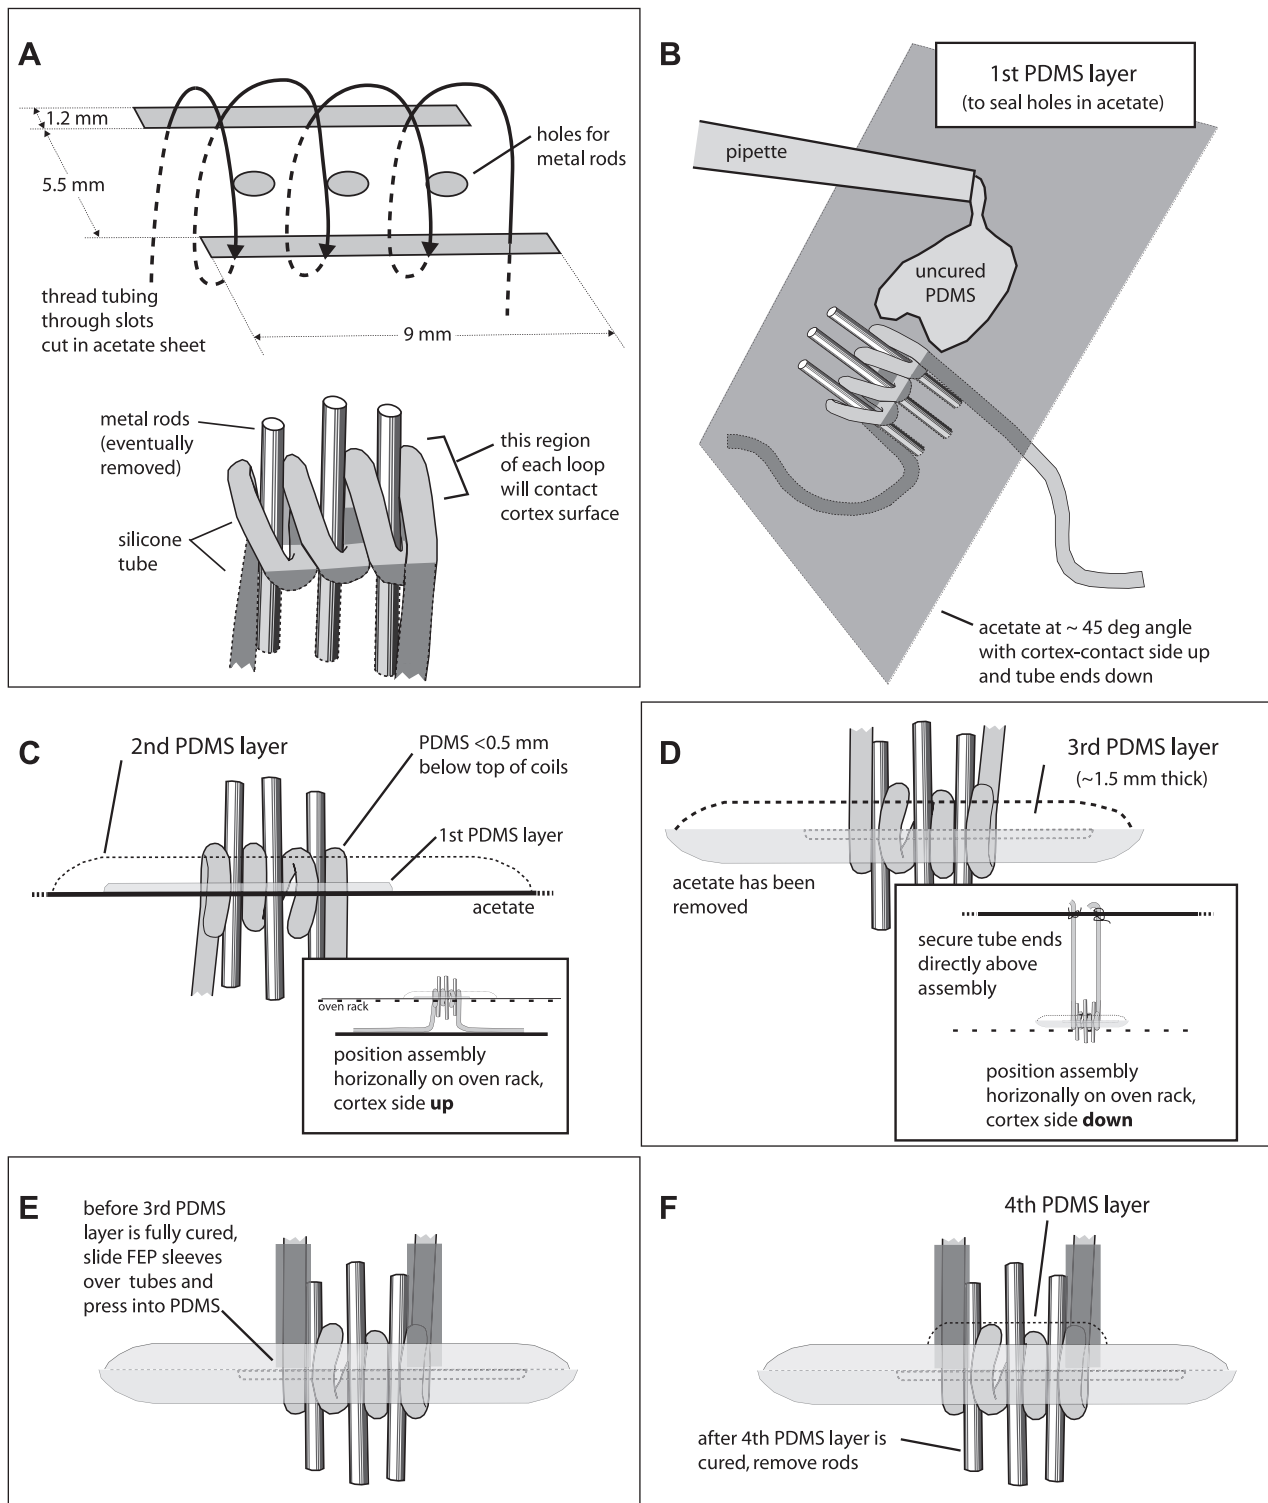 A
1.2 mm
5.5 mm
holes for
metal rods
thread tubing
through slots
cut in acetate sheet
9 mm
metal rods
(eventually
removed)
this region
of each loop
will contact
cortex surface
silicone
tube
B
1st PDMS layer
(to seal holes in acetate)
pipette
uncured
PDMS
acetate at ~ 45 deg angle
with cortex-contact side up
and tube ends down
C
2nd PDMS layer
PDMS <0.5 mm
below top of coils
1st PDMS layer
acetate
oven rack
position assembly
horizonally on oven rack,
cortex side up
D
3rd PDMS layer
(~1.5 mm thick)
acetate has been
removed
secure tube ends
directly above
assembly
position assembly
horizonally on oven rack,
cortex side down
E
before 3rd PDMS
layer is fully cured,
slide FEP sleeves
over tubes and
press into PDMS
F
4th PDMS layer
after 4th PDMS layer is
cured, remove rods